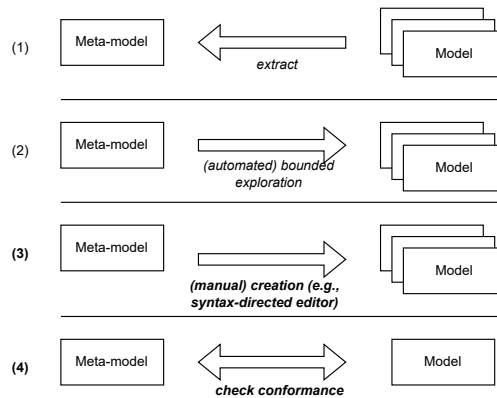 (1)
Meta-model
extract
Model
(2)
Meta-model
(automated) bounded
exploration
Model
(3)
Meta-model
(manual) creation (e.g.,
syntax-directed editor)
Model
(4)
Meta-model
check conformance
Model